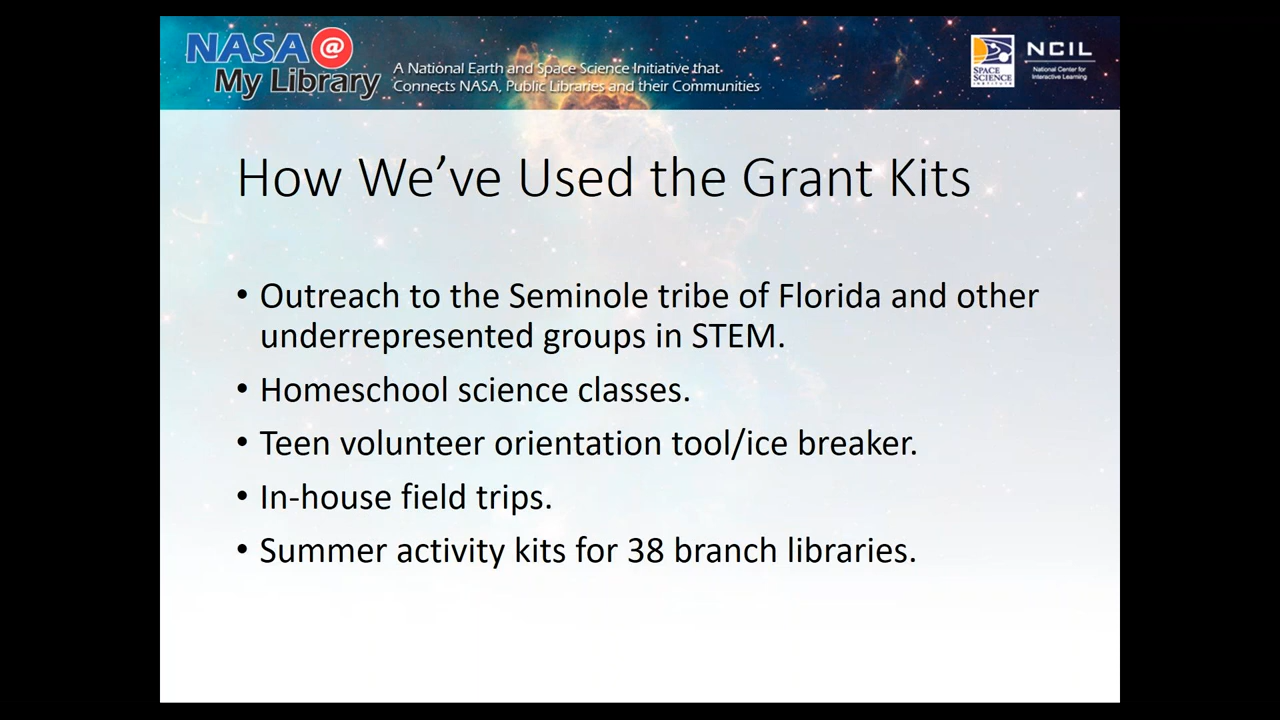 NASA @
My Library
A National Earth and Space Science Initiative that
Connects NASA, Public Libraries and their Communities
SPACE
SCIENCE
INSTITUTE
NCIL
National Center for
Interactive Learning
How We’ve Used the Grant Kits
• Outreach to the Seminole tribe of Florida and other
underrepresented groups in STEM.
• Homeschool science classes.
• Teen volunteer orientation tool/ice breaker.
• In-house field trips.
• Summer activity kits for 38 branch libraries.